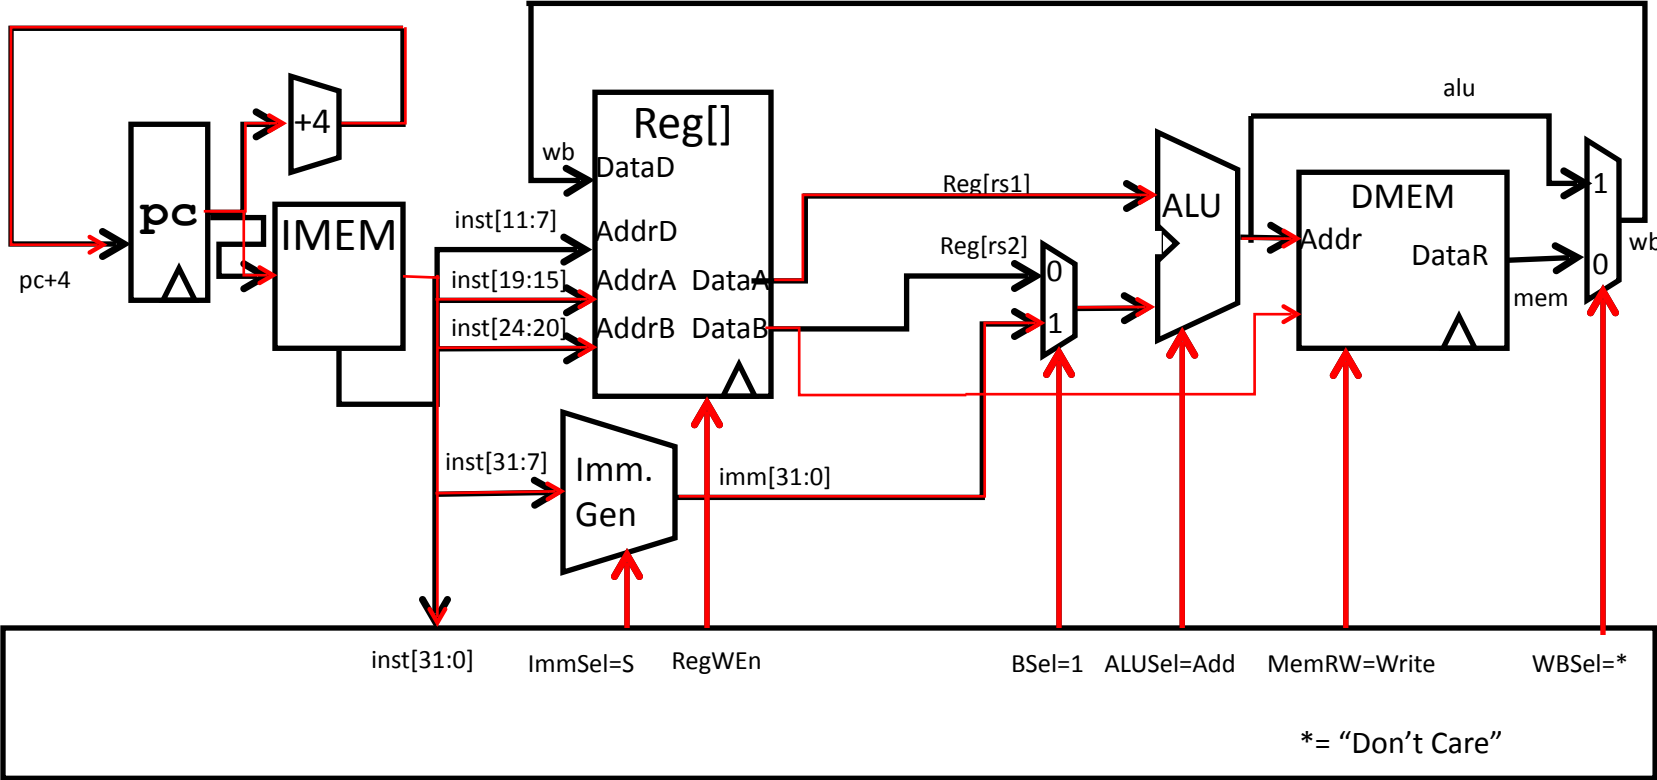 alu
+4
Reg[]
wb
DataD
Reg[rs1]
ALU
DMEM
1
pc
IMEM
inst[11:7]
AddrD
Reg[rs2]
Addr
DataR
0
wb
pc+4
inst[19:15]
AddrA
DataA
0
mem
inst[24:20]
AddrB
DataB
1
inst[31:7]
Imm.
Gen
imm[31:0]
inst[31:0]
ImmSel=S
RegWEn
BSel=1
ALUSel=Add
MemRW=Write
WBSel=*
*= “Don’t Care”